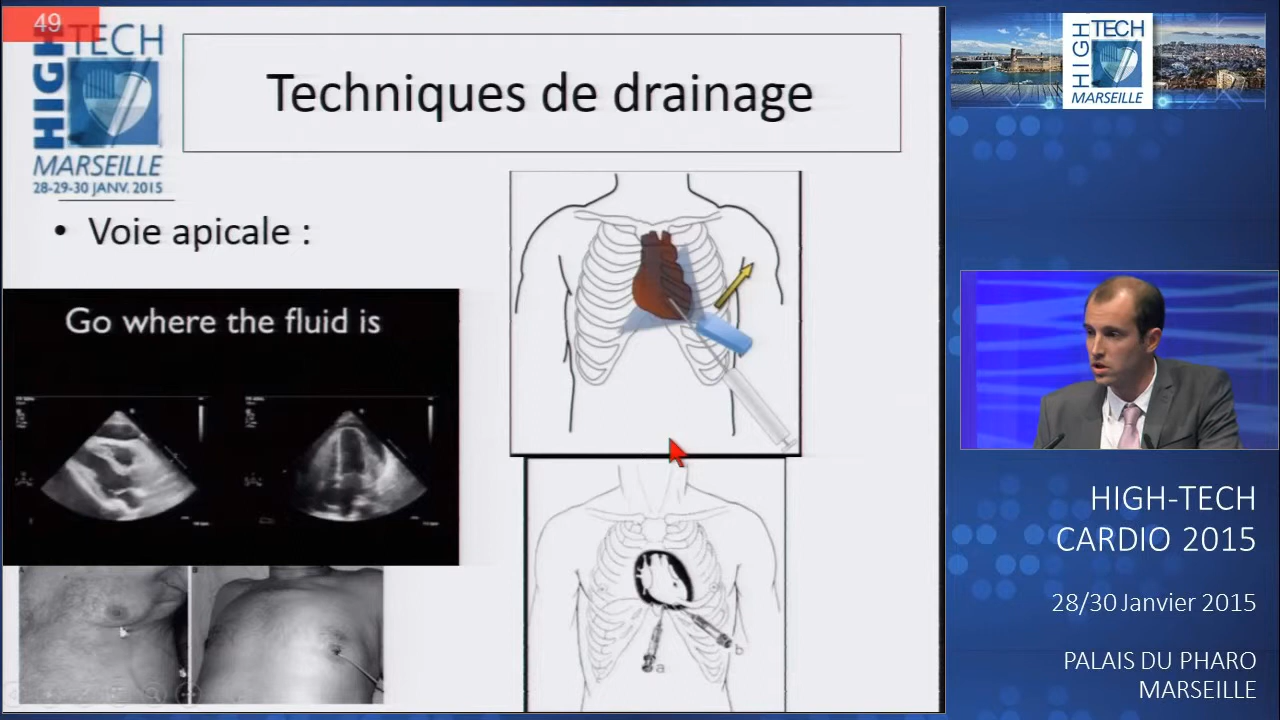 49
HIGH TECH
MARSEILLE
28-29-30 JANV. 2015
Techniques de drainage
• Voie apicale :
Go where the fluid is
a
b
HIGH TECH
MARSEILLE
HIGH-TECH
CARDIO 2015
28/30 Janvier 2015
PALAIS DU PHARO
MARSEILLE